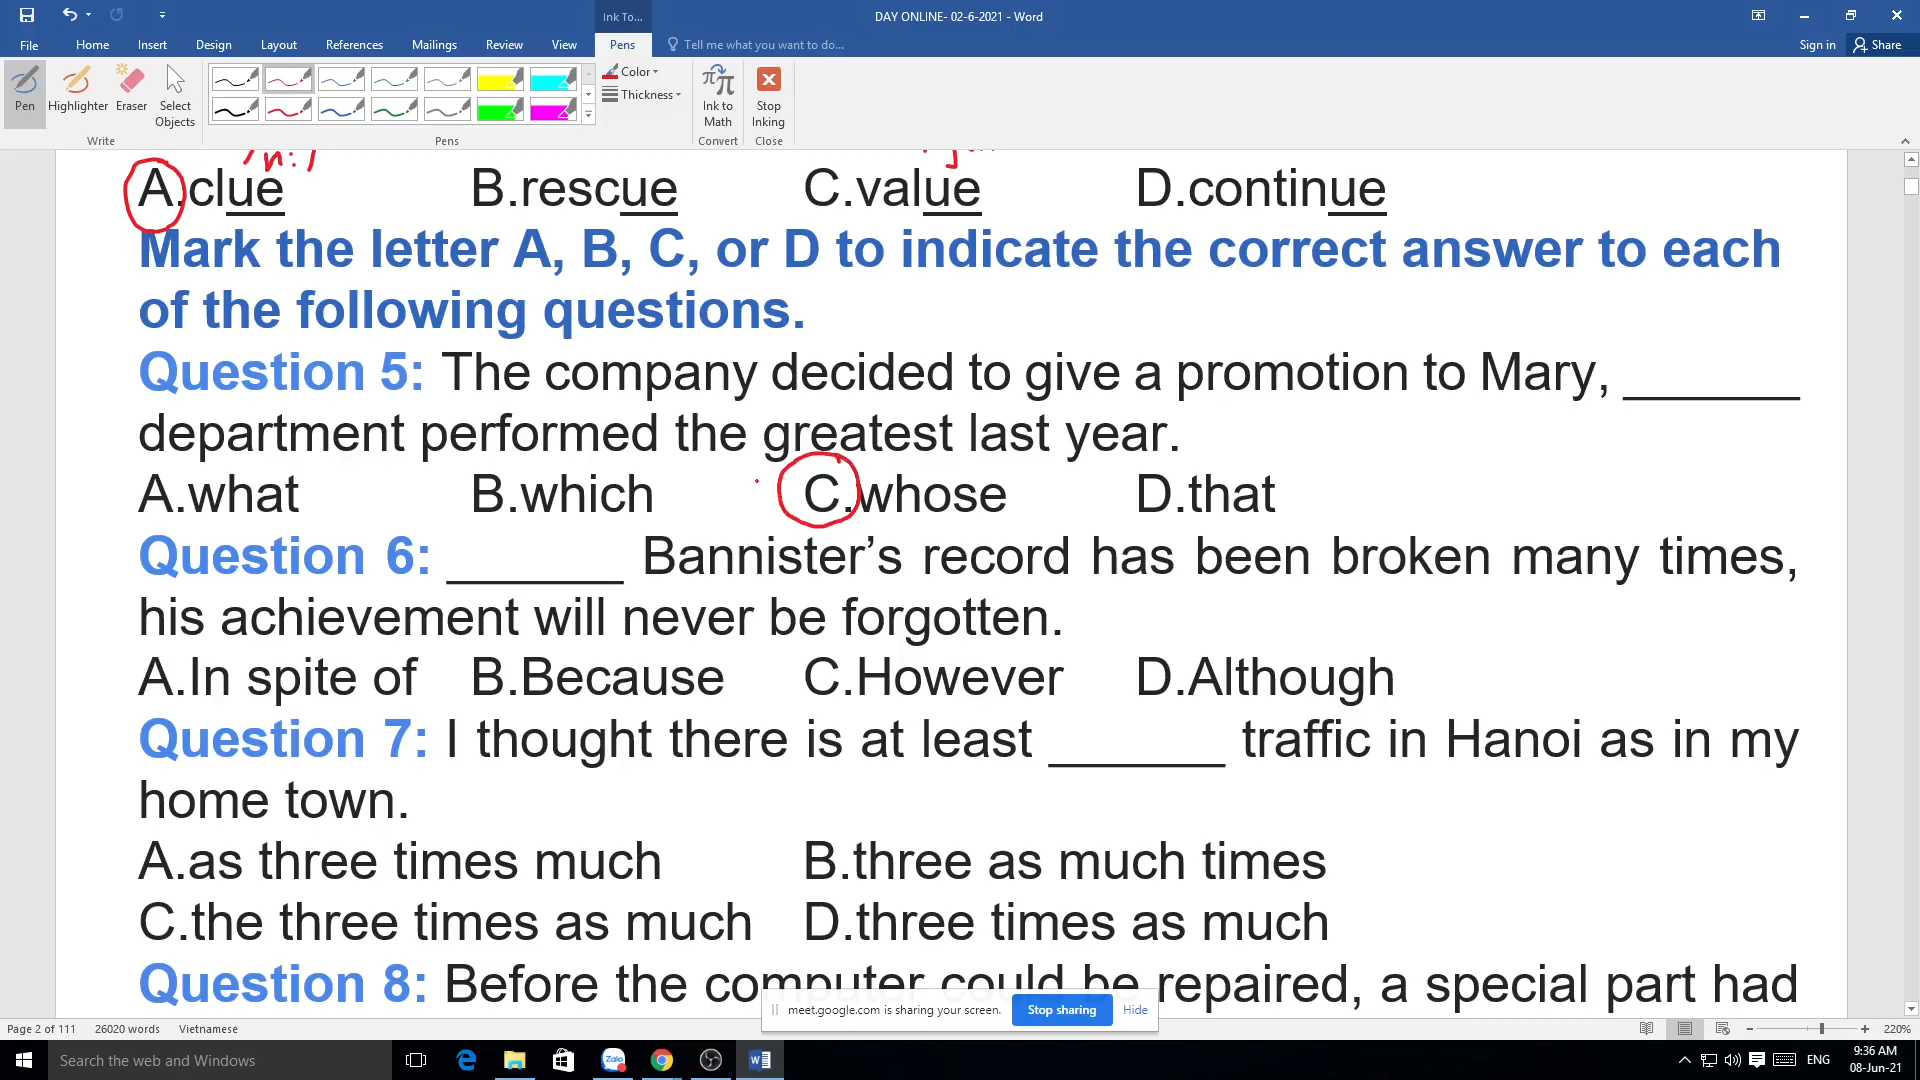 Ink To...
DAY ONLINE- 02-6-2021 - Word
File Home Insert Design Layout References Mailings Review View Pens Tell me what you want to do... Sign in Share
Pen Highlighter Eraser Select Objects
Color
Thickness
Ink to Math
Stop Inking
Write Pens Convert Close
A.clue B.rescue C.value D.continue
Mark the letter A, B, C, or D to indicate the correct answer to each
of the following questions.
Question 5: The company decided to give a promotion to Mary, _______
department performed the greatest last year.
A.what B.which C.whose D.that
Question 6: _______ Bannister’s record has been broken many times,
his achievement will never be forgotten.
A.In spite of B.Because C.However D.Although
Question 7: I thought there is at least _______ traffic in Hanoi as in my
home town.
A.as three times much B.three as much times
C.the three times as much D.three times as much
Question 8: Before the computer could be repaired, a special part had
meet.google.com is sharing your screen. Stop sharing Hide
Page 2 of 111 26020 words Vietnamese 220%
Search the web and Windows Zalo ENG 9:36 AM
08-Jun-21